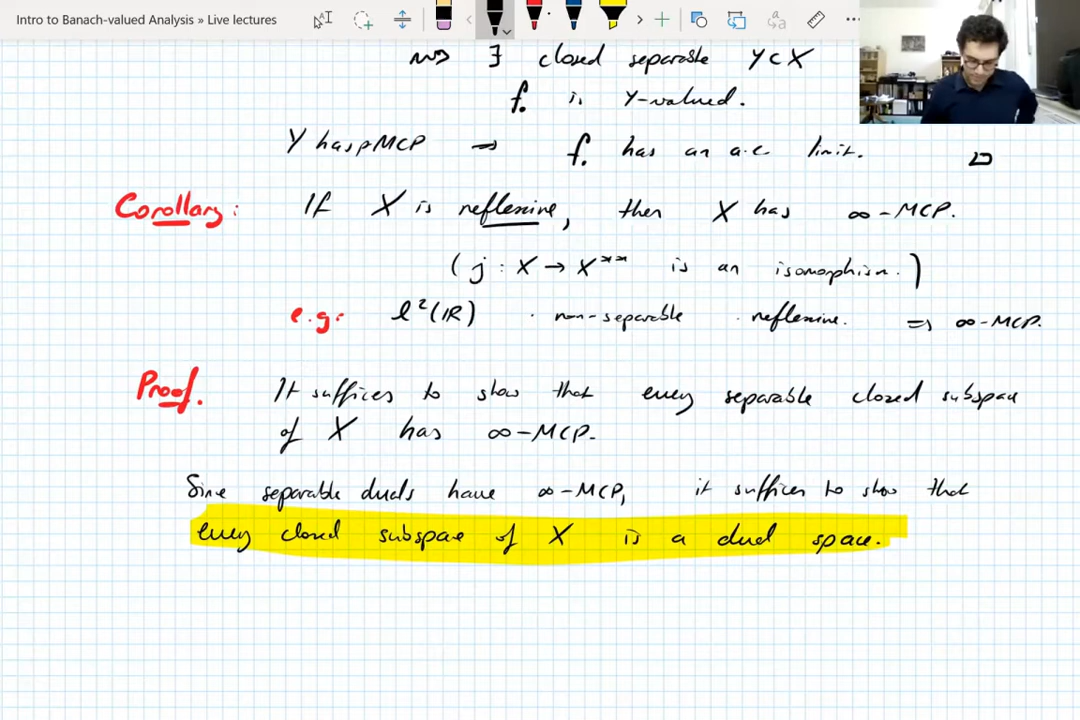 Intro to Banach-valued Analysis » Live lectures
⇝ ∃ closed separable Y⊂X
f. is Y-valued.
Y has pMCP → f. has an a.e limit. □
Corollary: If X is reflexive, then X has ∞-MCP.
(j: X → X** is an isomorphism.)
e.g: ℓ²(ℝ) · non-separable · reflexive. ⇒ ∞-MCP.
Proof. It suffices to show that every separable closed subspace
of X has ∞-MCP.
Since separable duals have ∞-MCP, it suffices to show that
every closed subspace of X is a dual space.